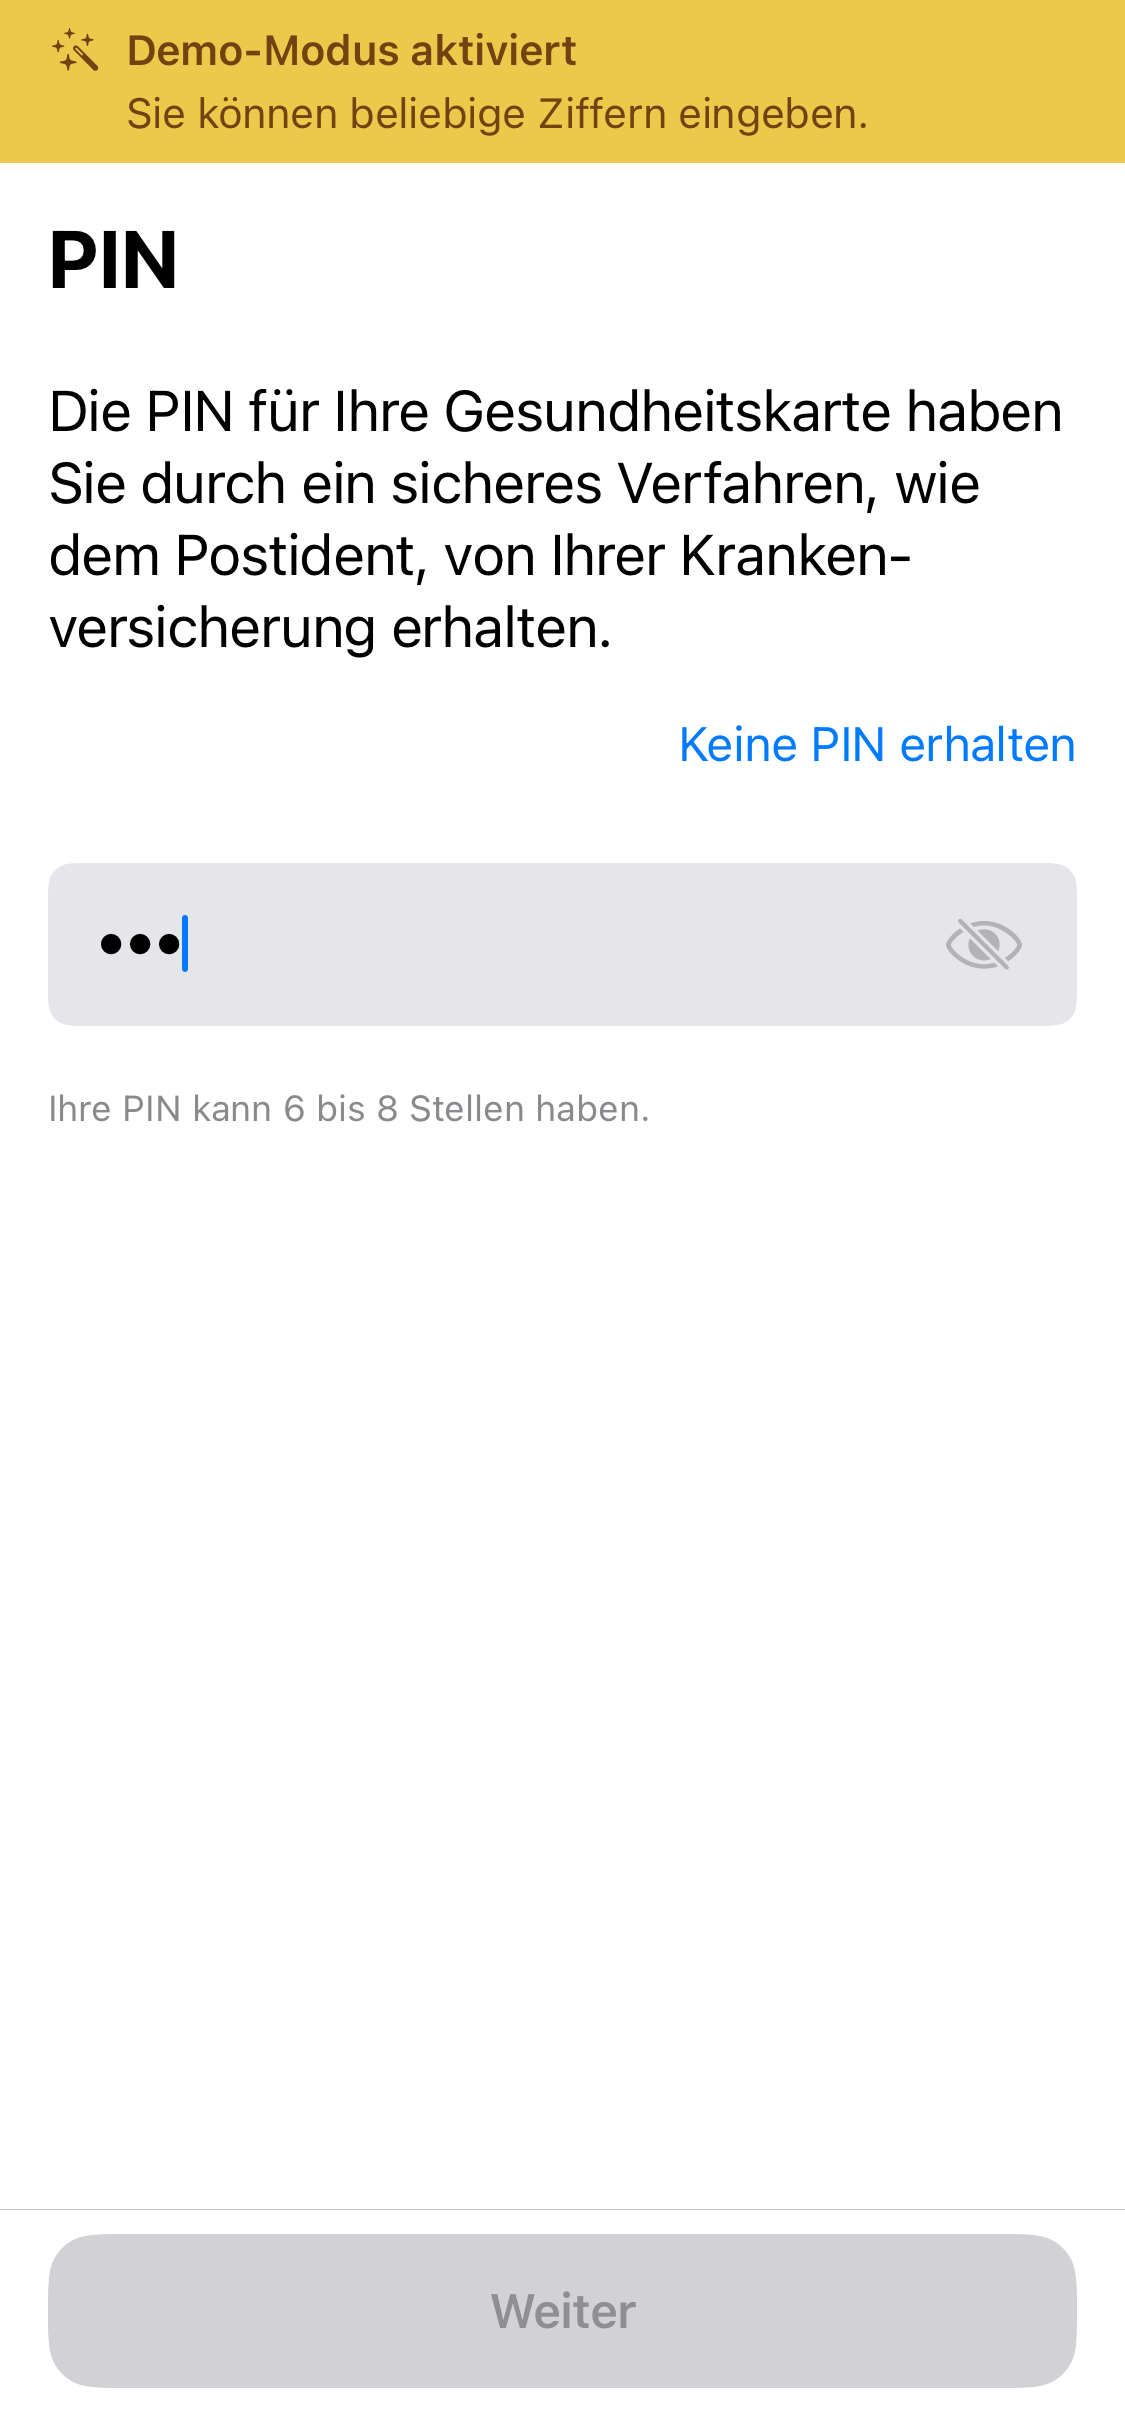 Demo-Modus aktiviert
Sie können beliebige Ziffern eingeben.
PIN
Die PIN für Ihre Gesundheitskarte haben
Sie durch ein sicheres Verfahren, wie
dem Postident, von Ihrer Kranken-
versicherung erhalten.
Keine PIN erhalten
•••
Ihre PIN kann 6 bis 8 Stellen haben.
Weiter